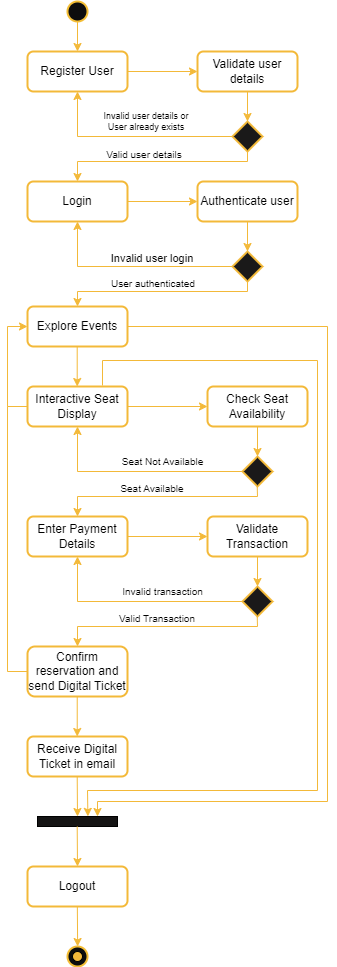 Register User
Validate user
details
Invalid user details or
User already exists
Valid user details
Login
Authenticate user
Invalid user login
User authenticated
Explore Events
Interactive Seat
Display
Check Seat
Availability
Seat Not Available
Seat Available
Enter Payment
Details
Validate
Transaction
Invalid transaction
Valid Transaction
Confirm
reservation and
send Digital Ticket
Receive Digital
Ticket in email
Logout